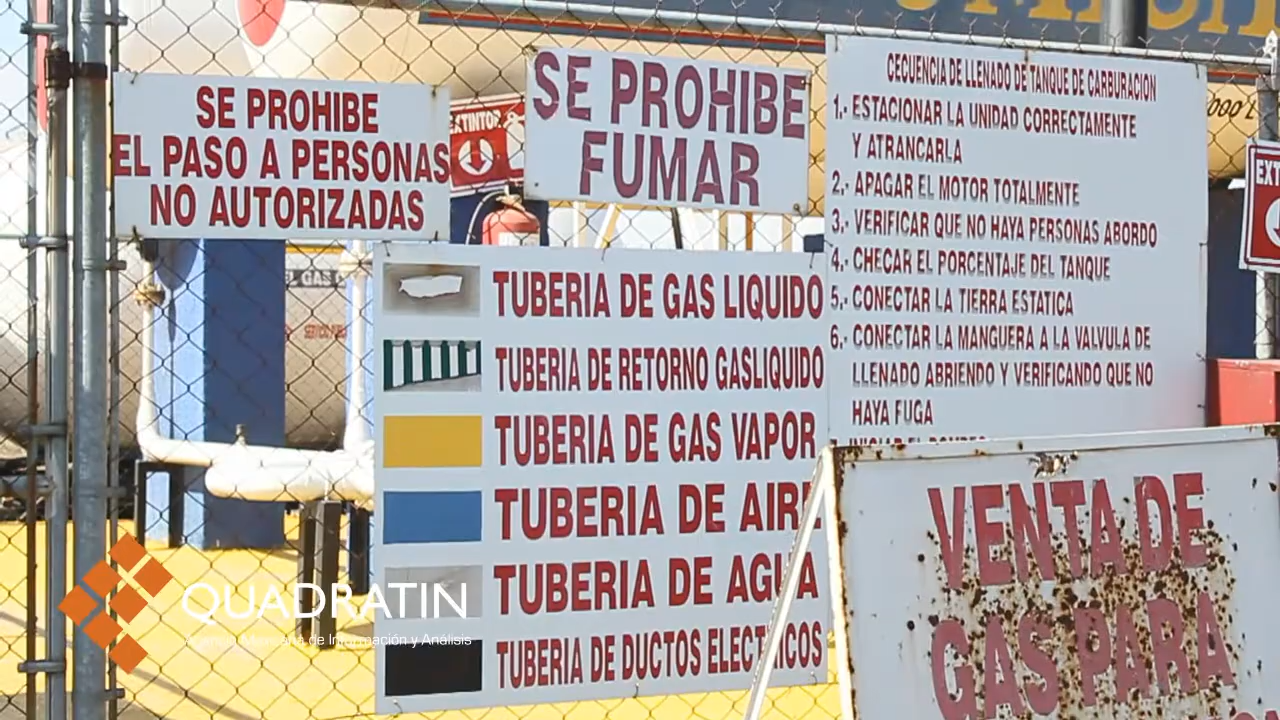 SE PROHIBE
EL PASO A PERSONAS
NO AUTORIZADAS
EXTINTOR
SE PROHIBE
FUMAR
CECUENCIA DE LLENADO DE TANQUE DE CARBURACION
1.- ESTACIONAR LA UNIDAD CORRECTAMENTE
Y ATRANCARLA
2.- APAGAR EL MOTOR TOTALMENTE
3.- VERIFICAR QUE NO HAYA PERSONAS ABORDO
4.- CHECAR EL PORCENTAJE DEL TANQUE
5.- CONECTAR LA TIERRA ESTATICA
6.- CONECTAR LA MANGUERA A LA VALVULA DE
LLENADO ABRIENDO Y VERIFICANDO QUE NO
HAYA FUGA
EXT
TUBERIA DE GAS LIQUIDO
TUBERIA DE RETORNO GASLIQUIDO
TUBERIA DE GAS VAPOR
TUBERIA DE AIRE
TUBERIA DE AGUA
TUBERIA DE DUCTOS ELECTRICOS
VENTA DE
GAS PARA
QUADRATIN
Agencia Mexicana de Información y Análisis